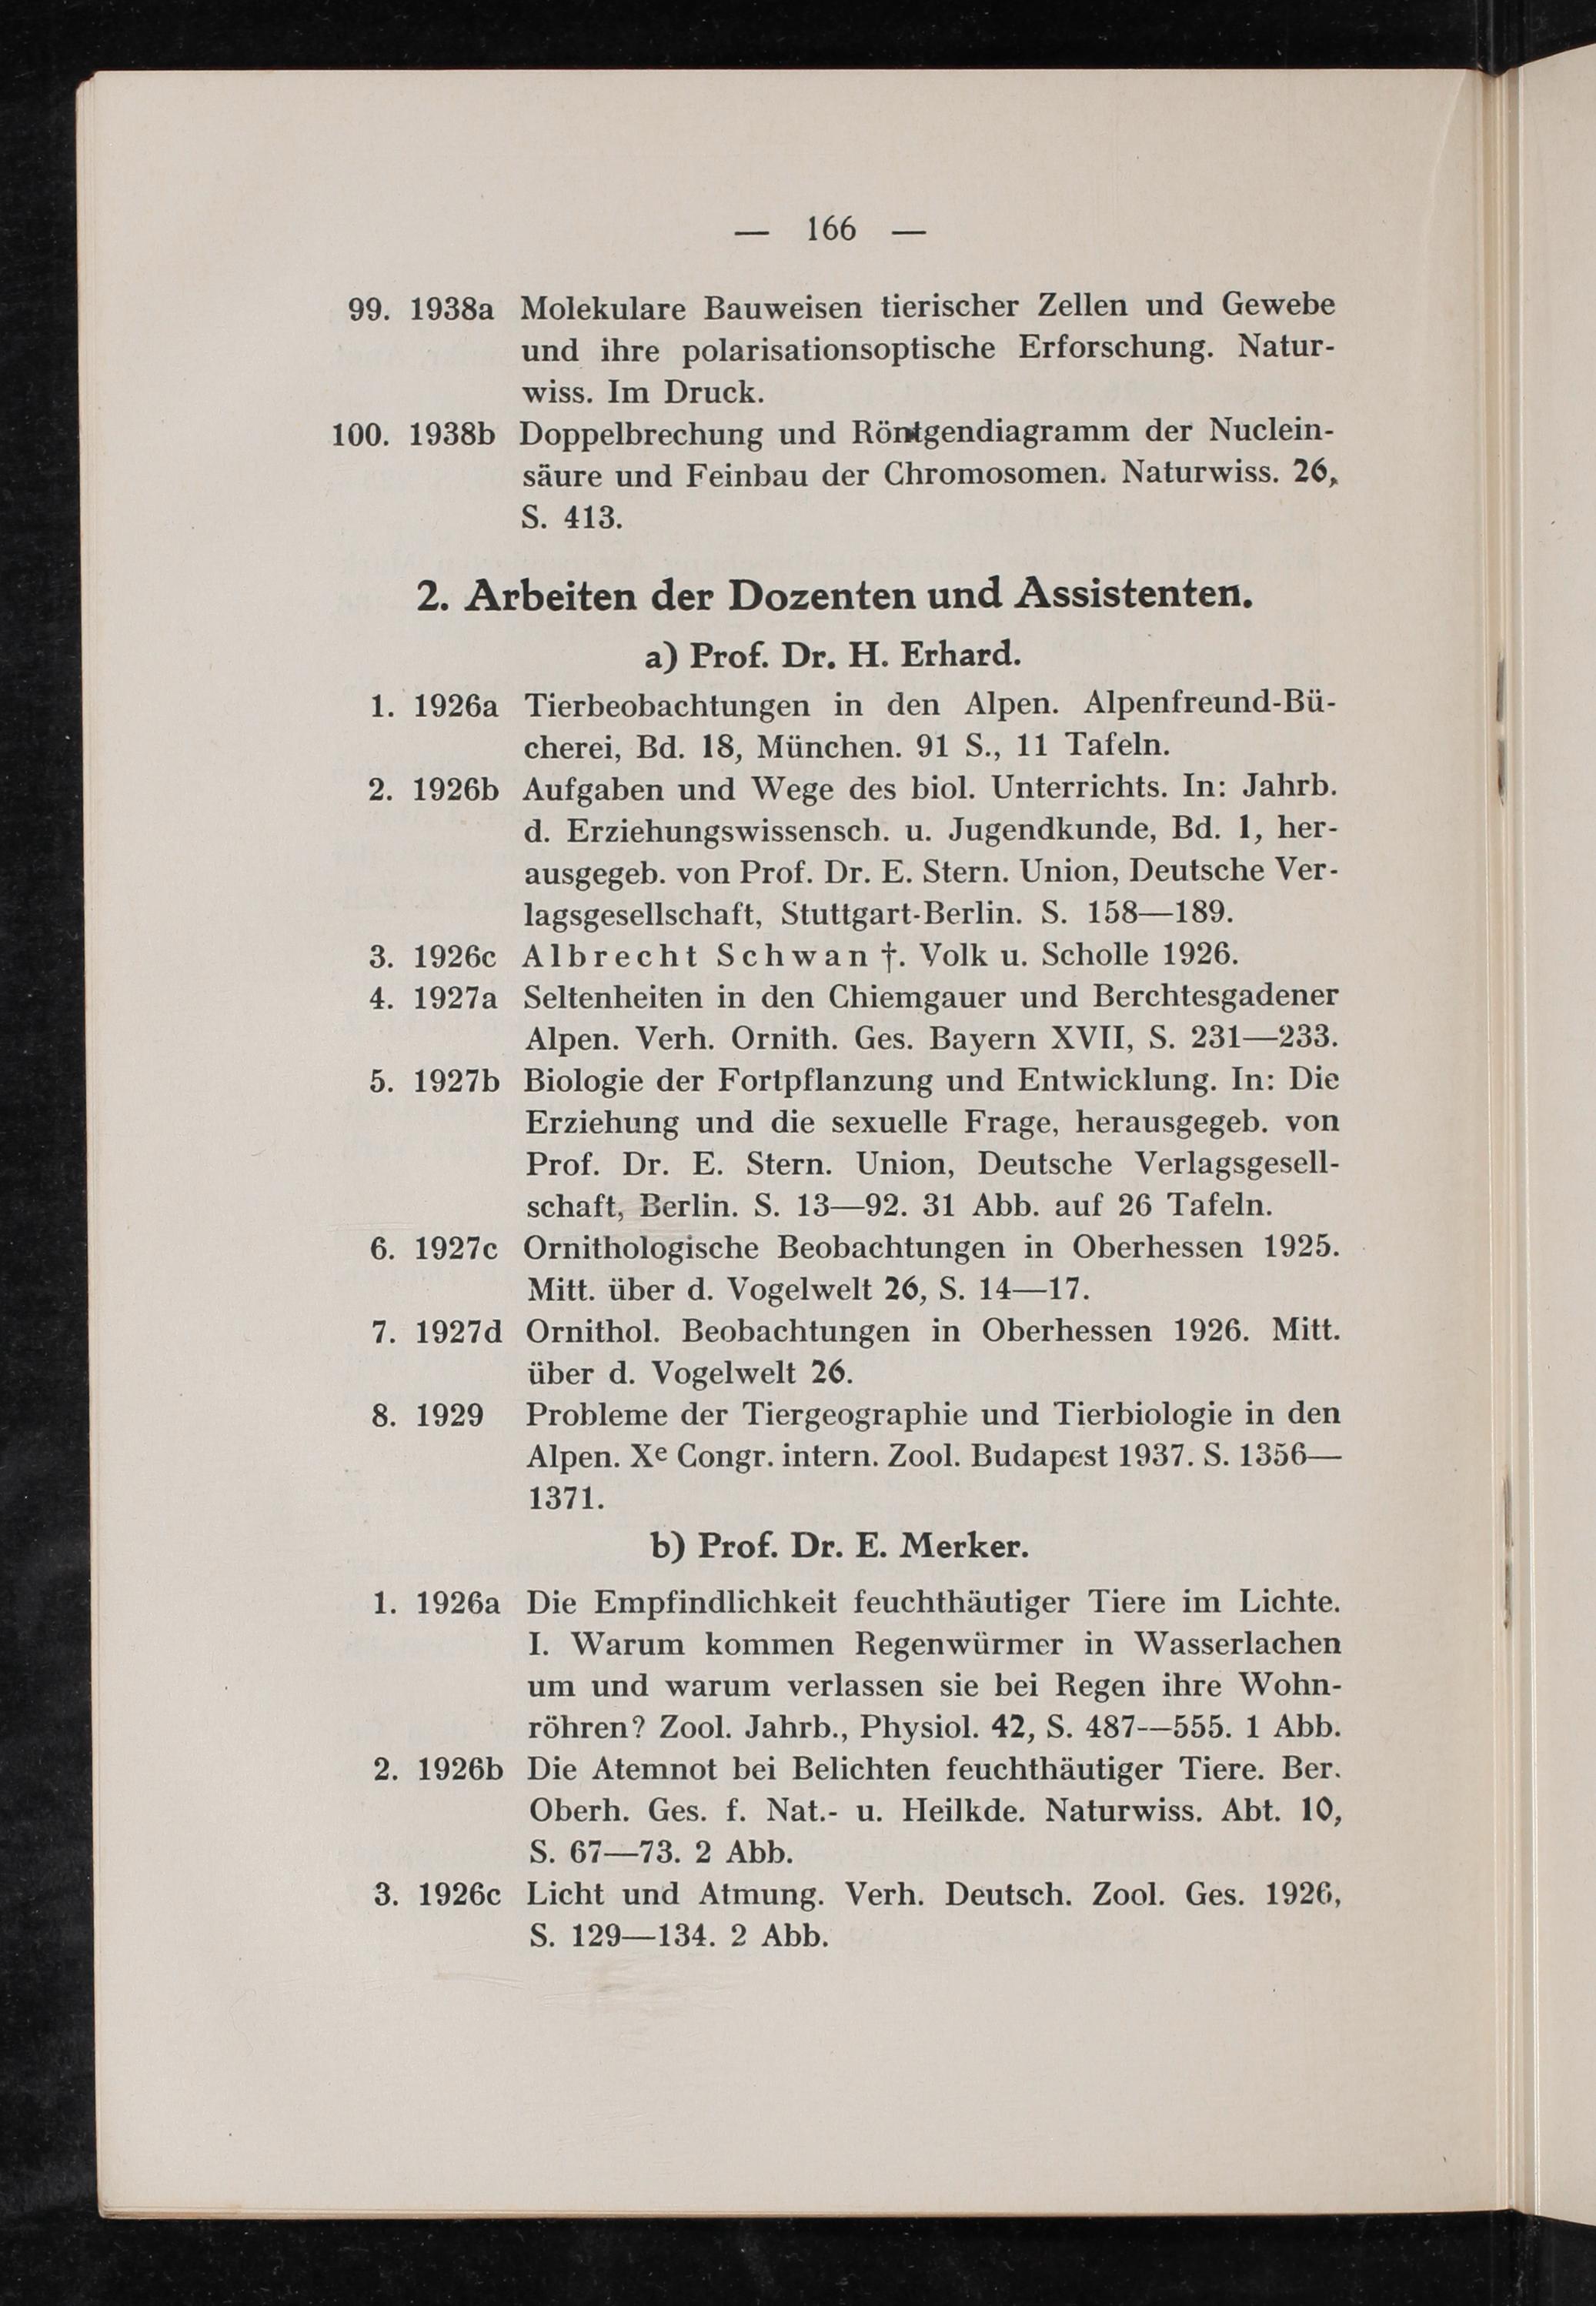 — 166 —
99. 1938a Molekulare Bauweisen tierischer Zellen und Gewebe
und ihre polarisationsoptische Erforschung. Natur-
wiss. Im Druck.
100. 1938b Doppelbrechung und Röntgendiagramm der Nuclein-
säure und Feinbau der Chromosomen. Naturwiss. 26,
S. 413.
2. Arbeiten der Dozenten und Assistenten.
a) Prof. Dr. H. Erhard.
1. 1926a Tierbeobachtungen in den Alpen. Alpenfreund-Bü-
cherei, Bd. 18, München. 91 S., 11 Tafeln.
2. 1926b Aufgaben und Wege des biol. Unterrichts. In: Jahrb.
d. Erziehungswissensch. u. Jugendkunde, Bd. 1, her-
ausgegeb. von Prof. Dr. E. Stern. Union, Deutsche Ver-
lagsgesellschaft, Stuttgart-Berlin. S. 158—189.
3. 1926c Albrecht Schwan †. Volk u. Scholle 1926.
4. 1927a Seltenheiten in den Chiemgauer und Berchtesgadener
Alpen. Verh. Ornith. Ges. Bayern XVII, S. 231—233.
5. 1927b Biologie der Fortpflanzung und Entwicklung. In: Die
Erziehung und die sexuelle Frage, herausgegeb. von
Prof. Dr. E. Stern. Union, Deutsche Verlagsgesell-
schaft, Berlin. S. 13—92. 31 Abb. auf 26 Tafeln.
6. 1927c Ornithologische Beobachtungen in Oberhessen 1925.
Mitt. über d. Vogelwelt 26, S. 14—17.
7. 1927d Ornithol. Beobachtungen in Oberhessen 1926. Mitt.
über d. Vogelwelt 26.
8. 1929 Probleme der Tiergeographie und Tierbiologie in den
Alpen. Xe Congr. intern. Zool. Budapest 1937. S. 1356—
1371.
b) Prof. Dr. E. Merker.
1. 1926a Die Empfindlichkeit feuchthäutiger Tiere im Lichte.
I. Warum kommen Regenwürmer in Wasserlachen
um und warum verlassen sie bei Regen ihre Wohn-
röhren? Zool. Jahrb., Physiol. 42, S. 487—555. 1 Abb.
2. 1926b Die Atemnot bei Belichten feuchthäutiger Tiere. Ber.
Oberh. Ges. f. Nat.- u. Heilkde. Naturwiss. Abt. 10,
S. 67—73. 2 Abb.
3. 1926c Licht und Atmung. Verh. Deutsch. Zool. Ges. 1926,
S. 129—134. 2 Abb.